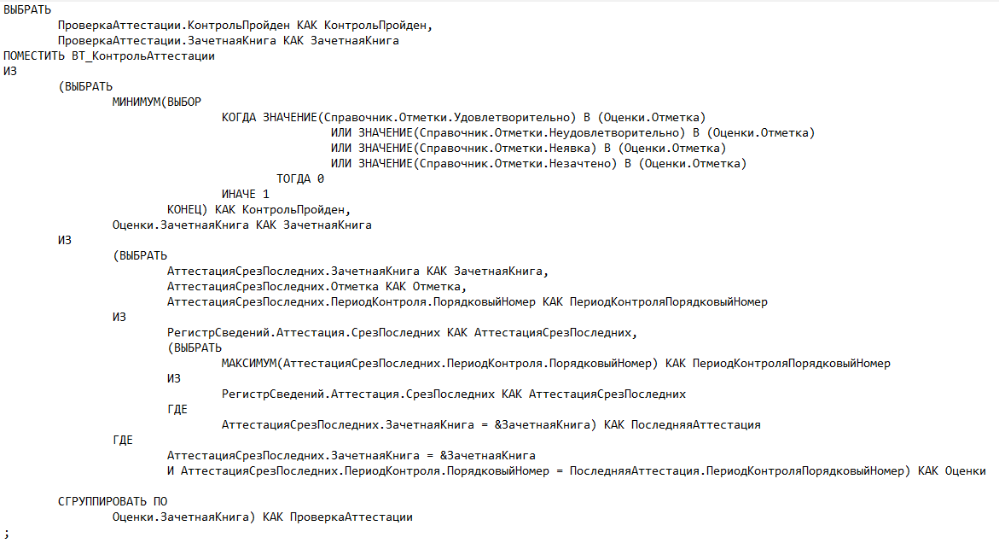 ВЫБРАТЬ
ПроверкаАттестации.КонтрольПройден КАК КонтрольПройден,
ПроверкаАттестации.ЗачетнаяКнига КАК ЗачетнаяКнига
ПОМЕСТИТЬ ВТ_КонтрольАттестации
ИЗ
(ВЫБРАТЬ
МИНИМУМ(ВЫБОР
КОГДА ЗНАЧЕНИЕ(Справочник.Отметки.Удовлетворительно) В (Оценки.Отметка)
ИЛИ ЗНАЧЕНИЕ(Справочник.Отметки.Неудовлетворительно) В (Оценки.Отметка)
ИЛИ ЗНАЧЕНИЕ(Справочник.Отметки.Неявка) В (Оценки.Отметка)
ИЛИ ЗНАЧЕНИЕ(Справочник.Отметки.Незачтено) В (Оценки.Отметка)
ТОГДА 0
ИНАЧЕ 1
КОНЕЦ) КАК КонтрольПройден,
Оценки.ЗачетнаяКнига КАК ЗачетнаяКнига
ИЗ
(ВЫБРАТЬ
АттестацияСрезПоследних.ЗачетнаяКнига КАК ЗачетнаяКнига,
АттестацияСрезПоследних.Отметка КАК Отметка,
АттестацияСрезПоследних.ПериодКонтроля.ПорядковыйНомер КАК ПериодКонтроляПорядковыйНомер
ИЗ
РегистрСведений.Аттестация.СрезПоследних КАК АттестацияСрезПоследних,
(ВЫБРАТЬ
МАКСИМУМ(АттестацияСрезПоследних.ПериодКонтроля.ПорядковыйНомер) КАК ПериодКонтроляПорядковыйНомер
ИЗ
РегистрСведений.Аттестация.СрезПоследних КАК АттестацияСрезПоследних
ГДЕ
АттестацияСрезПоследних.ЗачетнаяКнига = &ЗачетнаяКнига) КАК ПоследняяАттестация
ГДЕ
АттестацияСрезПоследних.ЗачетнаяКнига = &ЗачетнаяКнига
И АттестацияСрезПоследних.ПериодКонтроля.ПорядковыйНомер = ПоследняяАттестация.ПериодКонтроляПорядковыйНомер) КАК Оценки
СГРУППИРОВАТЬ ПО
Оценки.ЗачетнаяКнига) КАК ПроверкаАттестации
;